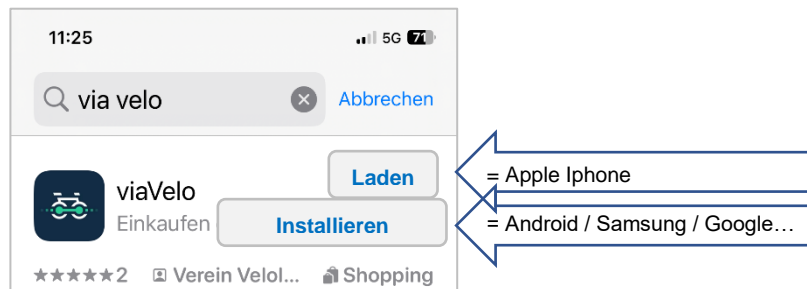 11:25 5G 71
via velo Abbrechen
Laden = Apple Iphone
viaVelo
Einkaufen Installieren = Android / Samsung / Google…
★★★★★2 Verein Velol... Shopping